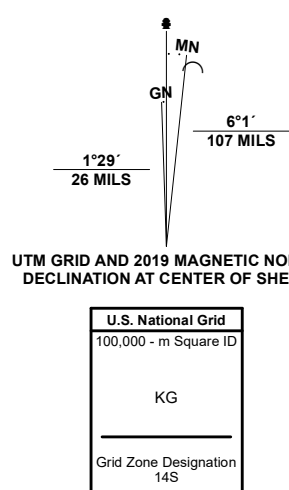 MN
GN
6°1´
107 MILS
1°29´
26 MILS
UTM GRID AND 2019 MAGNETIC NO
DECLINATION AT CENTER OF SHE
U.S. National Grid
100,000 - m Square ID
KG
Grid Zone Designation
14S